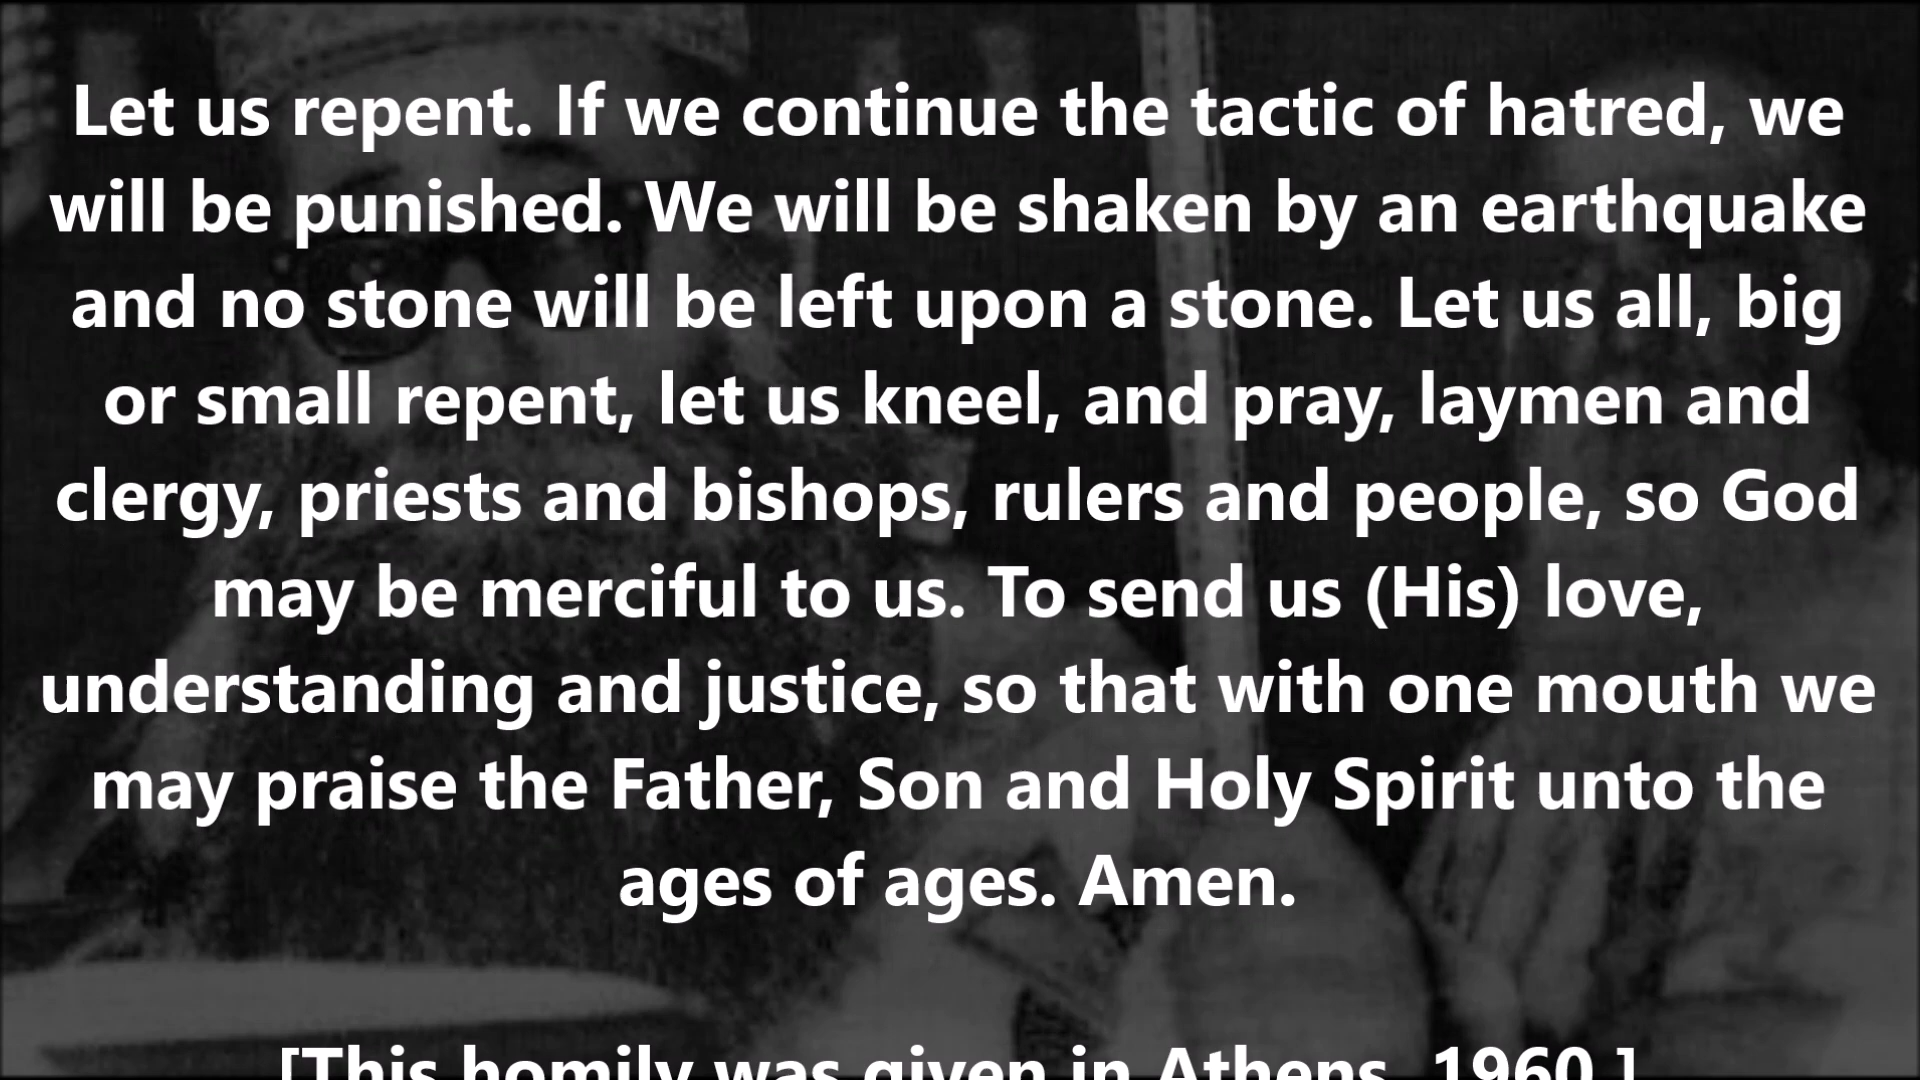 Let us repent. If we continue the tactic of hatred, we
will be punished. We will be shaken by an earthquake
and no stone will be left upon a stone. Let us all, big
or small repent, let us kneel, and pray, laymen and
clergy, priests and bishops, rulers and people, so God
may be merciful to us. To send us (His) love,
understanding and justice, so that with one mouth we
may praise the Father, Son and Holy Spirit unto the
ages of ages. Amen.
[This homily was given in Athens, 1960.]